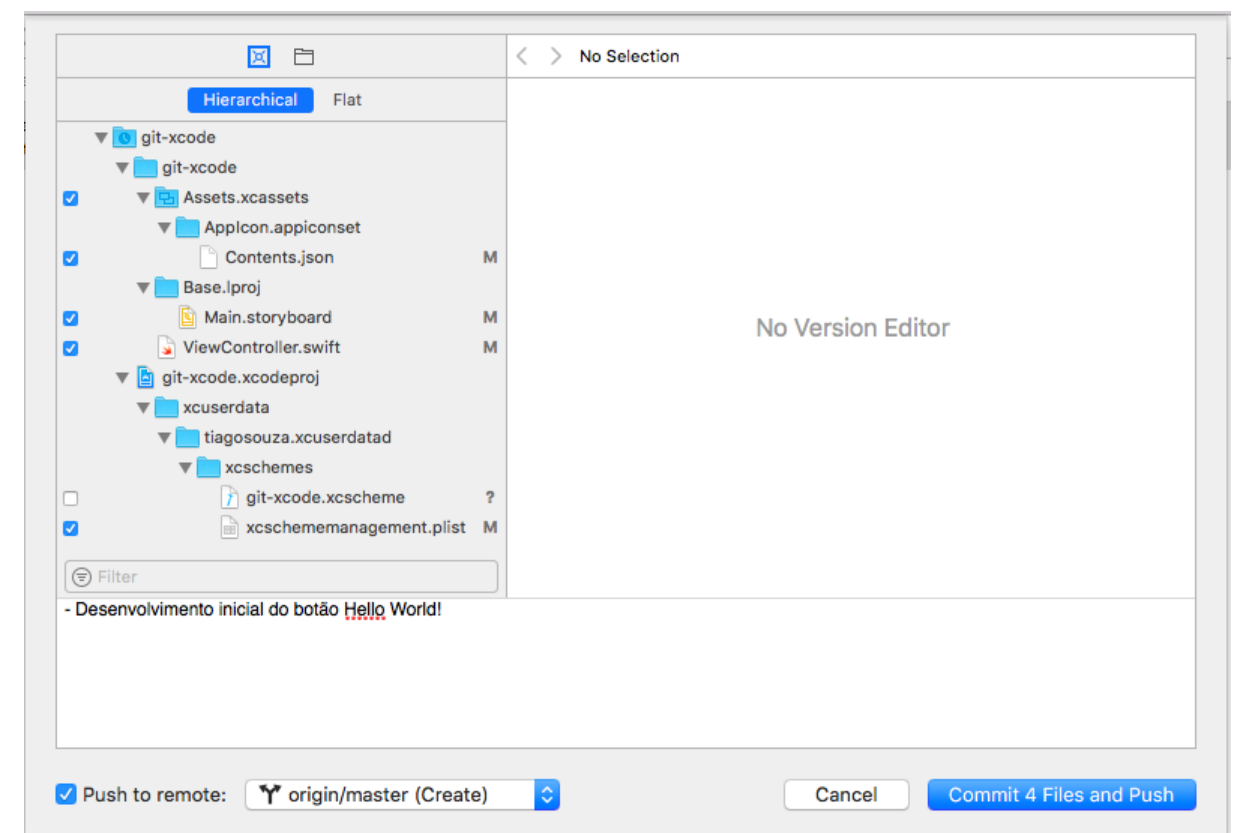 No Selection
Hierarchical Flat
git-xcode
git-xcode
Assets.xcassets
AppIcon.appiconset
Contents.json M
Base.lproj
Main.storyboard M
ViewController.swift M
git-xcode.xcodeproj
xcuserdata
tiagosouza.xcuserdatad
xcschemes
git-xcode.xcscheme ?
xcschememanagement.plist M
Filter
No Version Editor
- Desenvolvimento inicial do botão Hello World!
Push to remote: origin/master (Create) Cancel Commit 4 Files and Push